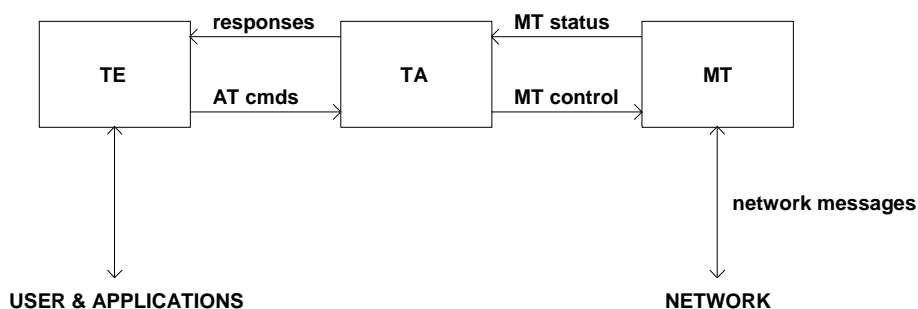 responses
MT status
TE
TA
MT
AT cmds
MT control
network messages
USER & APPLICATIONS
NETWORK